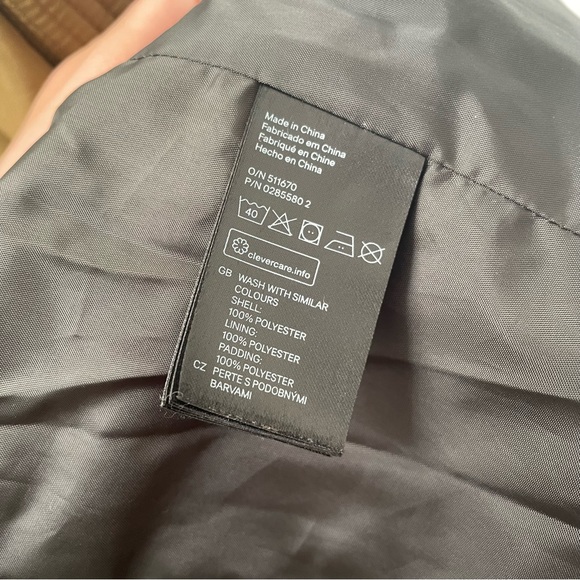 Made in China
Fabricado em China
Fabriqué en Chine
Hecho en China
O/N 511670
P/N 0285580 2
40
clevercare.info
GB WASH WITH SIMILAR
COLOURS
SHELL:
100% POLYESTER
LINING:
100% POLYESTER
PADDING:
100% POLYESTER
CZ PERTE S PODOBNÝMI
BARVAMI